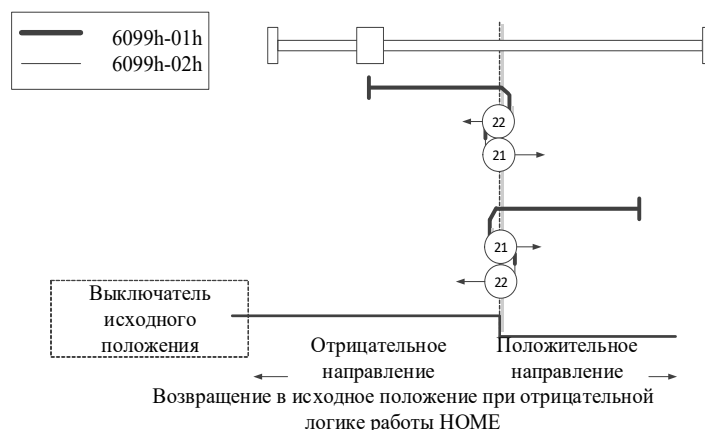 6099h-01h
6099h-02h
22
21
21
22
Выключатель
исходного
положения
Отрицательное
направление
Положительное
направление
Возвращение в исходное положение при отрицательной
логике работы HOME